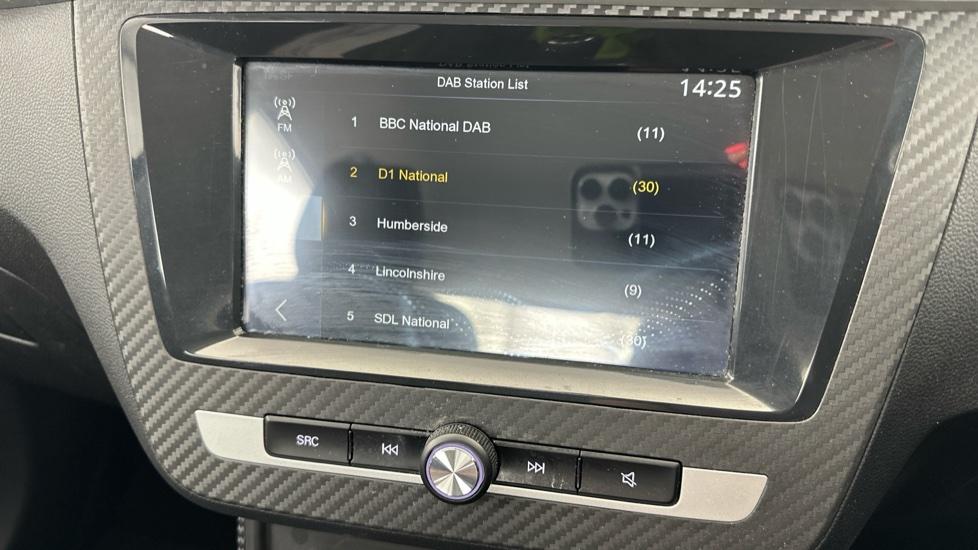 DAB Station List
14:25
FM
1 BBC National DAB (11)
AM
2 D1 National (30)
3 Humberside (11)
4 Lincolnshire (9)
5 SDL National (30)
SRC